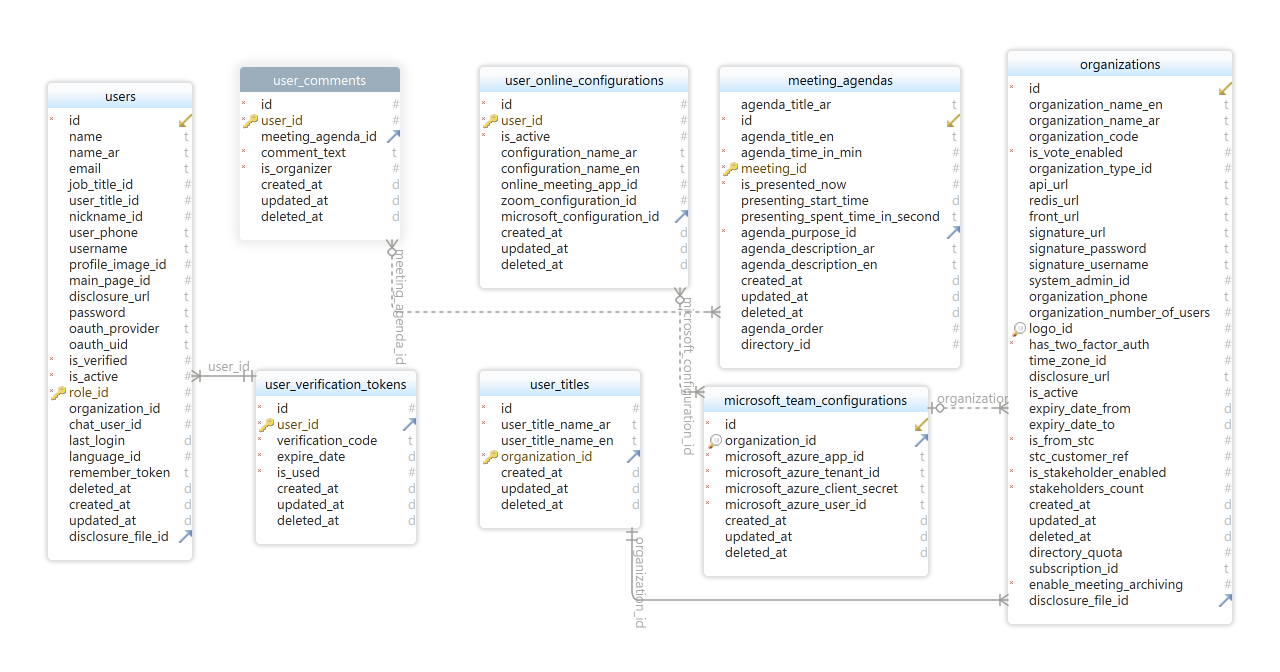 users
id
name t
name_ar t
email t
job_title_id #
user_title_id #
nickname_id #
user_phone t
username t
profile_image_id #
main_page_id #
disclosure_url t
password t
oauth_provider t
oauth_uid t
is_verified #
is_active #
role_id #
organization_id #
chat_user_id #
last_login d
language_id #
remember_token t
deleted_at d
created_at d
updated_at d
disclosure_file_id
user_comments
id #
user_id #
meeting_agenda_id
comment_text t
is_organizer #
created_at d
updated_at d
deleted_at d
meeting_agenda_id
user_id
user_verification_tokens
id #
user_id
verification_code t
expire_date d
is_used #
created_at d
updated_at d
deleted_at d
user_online_configurations
id #
user_id #
is_active #
configuration_name_ar t
configuration_name_en t
online_meeting_app_id #
zoom_configuration_id #
microsoft_configuration_id
created_at d
updated_at d
deleted_at d
microsoft_configuration_id
user_titles
id #
user_title_name_ar t
user_title_name_en t
organization_id
created_at d
updated_at d
deleted_at d
organization_id
meeting_agendas
agenda_title_ar t
id
agenda_title_en t
agenda_time_in_min #
meeting_id #
is_presented_now #
presenting_start_time d
presenting_spent_time_in_second t
agenda_purpose_id
agenda_description_ar t
agenda_description_en t
created_at d
updated_at d
deleted_at d
agenda_order #
directory_id #
microsoft_team_configurations
id
organization_id
microsoft_azure_app_id t
microsoft_azure_tenant_id t
microsoft_azure_client_secret t
microsoft_azure_user_id t
created_at d
updated_at d
deleted_at d
organization
organizations
id
organization_name_en t
organization_name_ar t
organization_code t
is_vote_enabled #
organization_type_id #
api_url t
redis_url t
front_url t
signature_url t
signature_password t
signature_username t
system_admin_id #
organization_phone t
organization_number_of_users #
logo_id #
has_two_factor_auth #
time_zone_id #
disclosure_url t
is_active #
expiry_date_from d
expiry_date_to d
is_from_stc #
stc_customer_ref t
is_stakeholder_enabled #
stakeholders_count #
created_at d
updated_at d
deleted_at d
directory_quota #
subscription_id t
enable_meeting_archiving #
disclosure_file_id